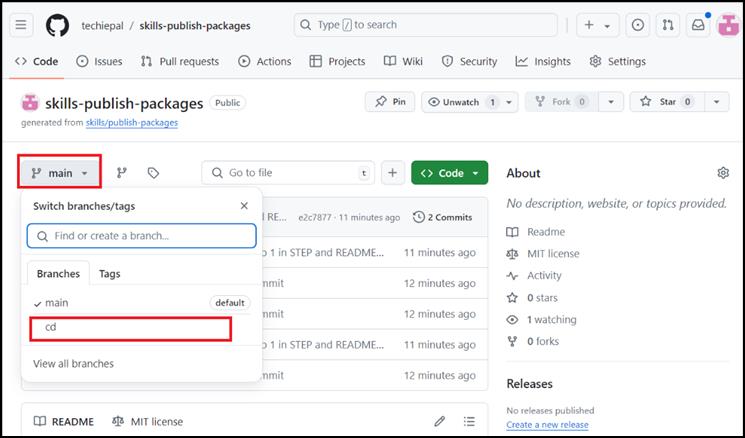 techiepal / skills-publish-packages
Type / to search
Code Issues Pull requests Actions Projects Wiki Security Insights Settings
skills-publish-packages Public
Pin Unwatch 1 Fork 0 Star 0
generated from skills/publish-packages
main Go to file t Code
Switch branches/tags
Find or create a branch...
Branches Tags
main default
cd
View all branches
e2c7877 · 11 minutes ago 2 Commits
1 in STEP and README... 11 minutes ago
12 minutes ago
12 minutes ago
1 in STEP and README... 11 minutes ago
12 minutes ago
README MIT license
About
No description, website, or topics provided.
Readme
MIT license
Activity
0 stars
1 watching
0 forks
Releases
No releases published
Create a new release